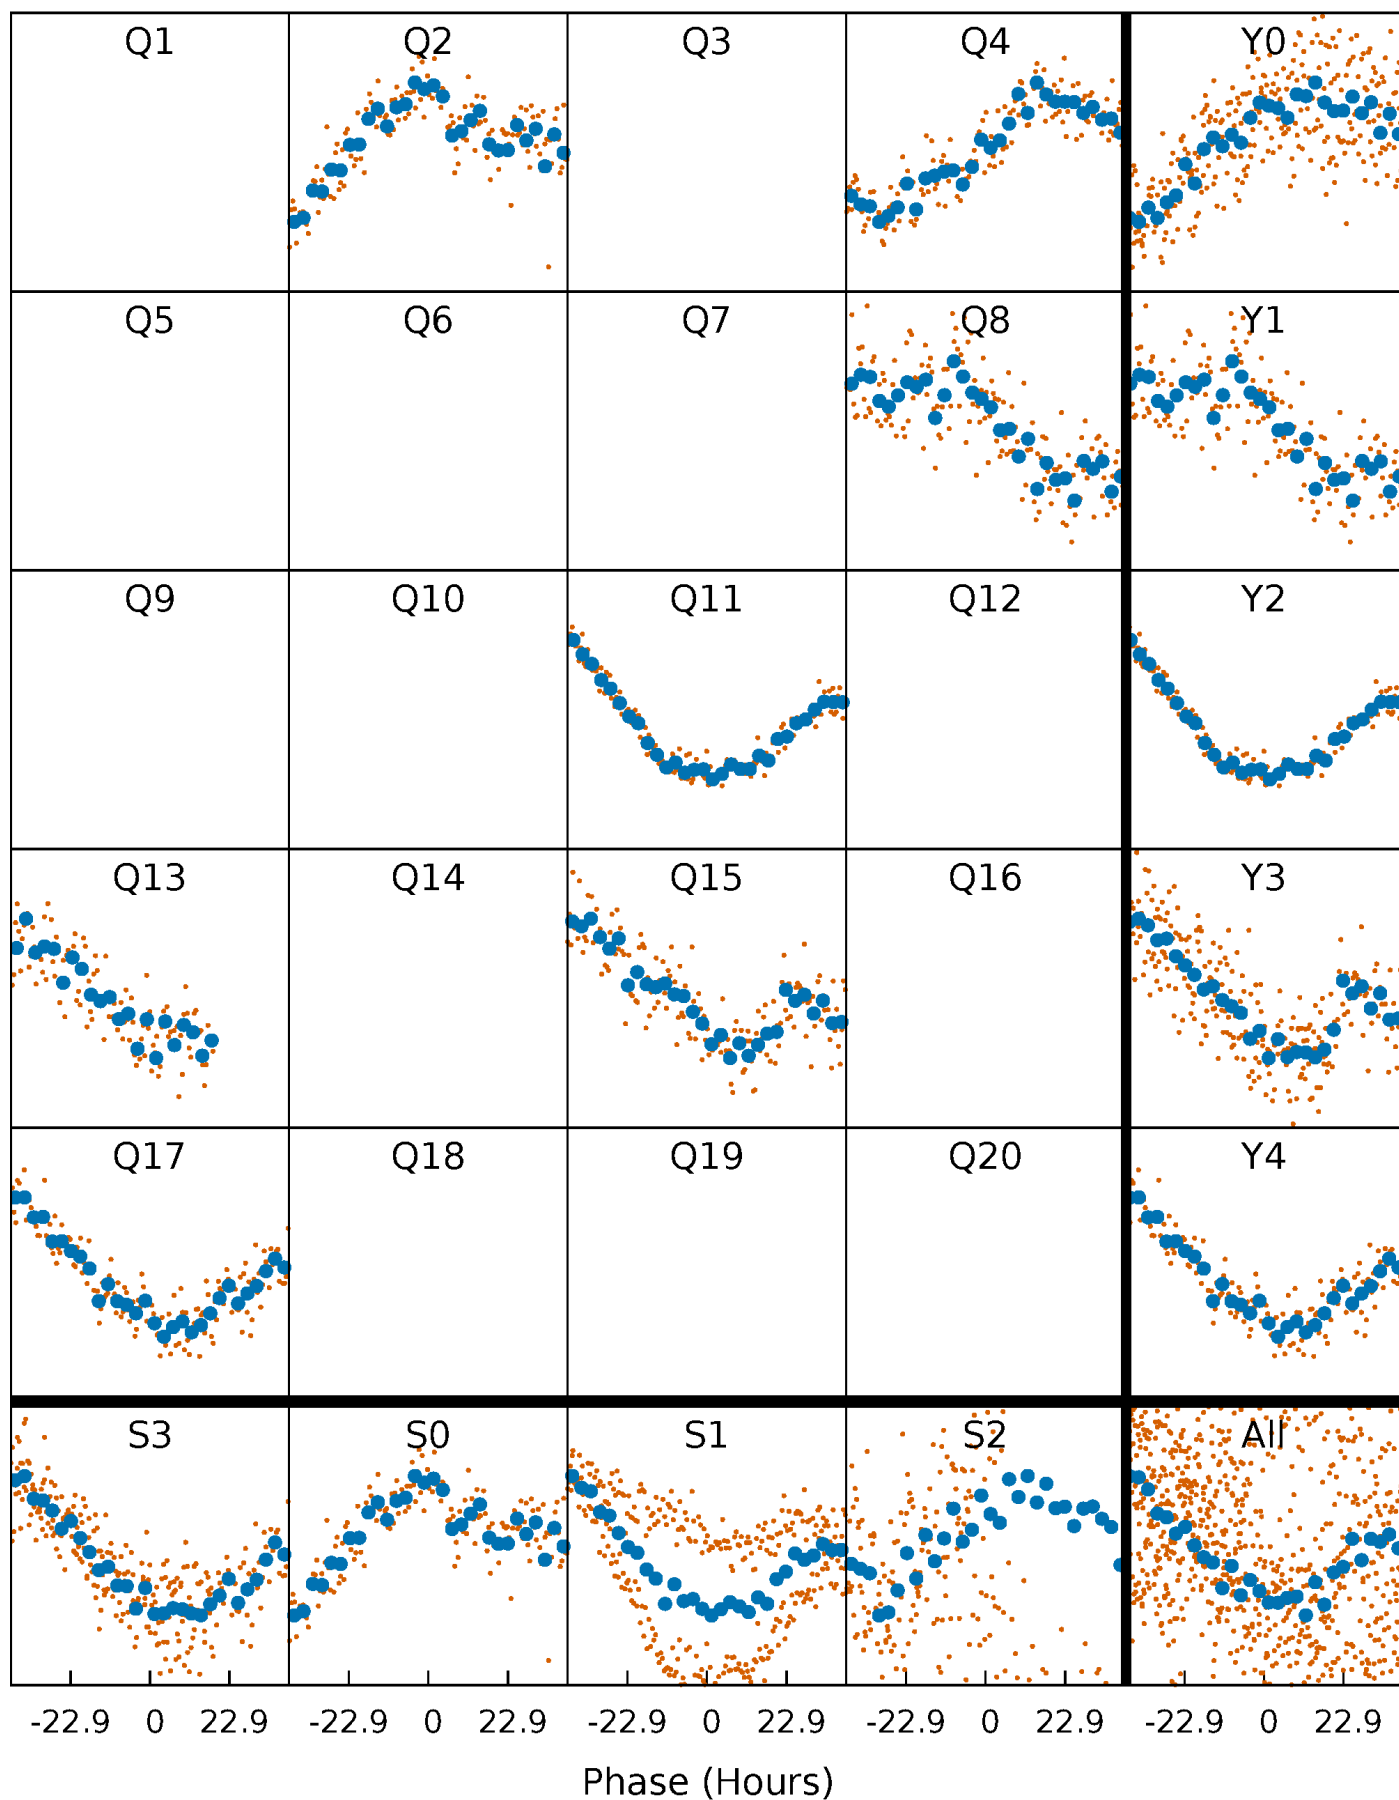 Q1 Q2 Q3 Q4 Y0
Q5 Q6 Q7 Q8 Y1
Q9 Q10 Q11 Q12 Y2
Q13 Q14 Q15 Q16 Y3
Q17 Q18 Q19 Q20 Y4
S3 S0 S1 S2 All
-22.9 0 22.9 -22.9 0 22.9 -22.9 0 22.9 -22.9 0 22.9 -22.9 0 22.9
Phase (Hours)